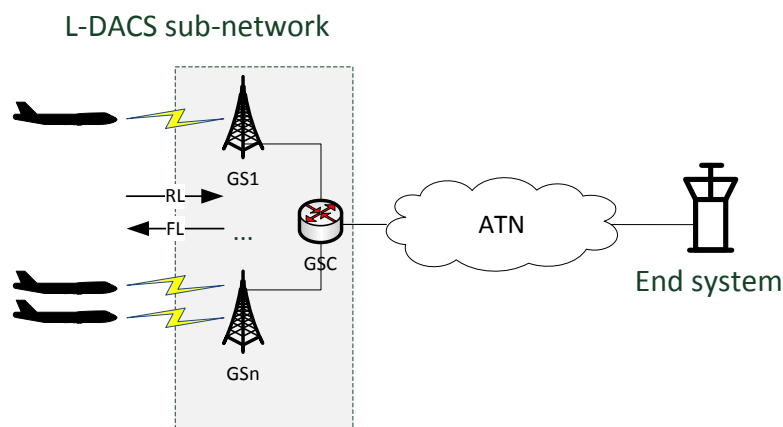 L-DACS sub-network
GS1
RL
FL
...
GSC
ATN
End system
GSn